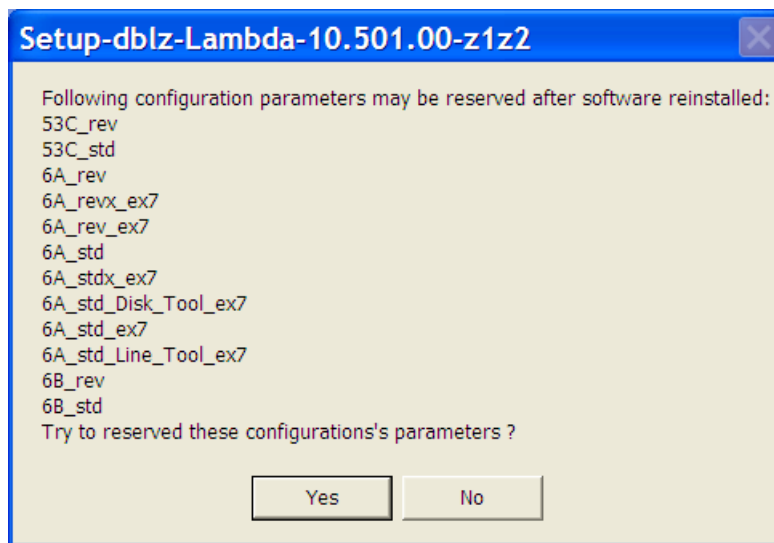 Setup-dblz-Lambda-10.501.00-z1z2
Following configuration parameters may be reserved after software reinstalled:
53C_rev
53C_std
6A_rev
6A_revx_ex7
6A_rev_ex7
6A_std
6A_stdx_ex7
6A_std_Disk_Tool_ex7
6A_std_ex7
6A_std_Line_Tool_ex7
6B_rev
6B_std
Try to reserved these configurations's parameters ?
Yes
No